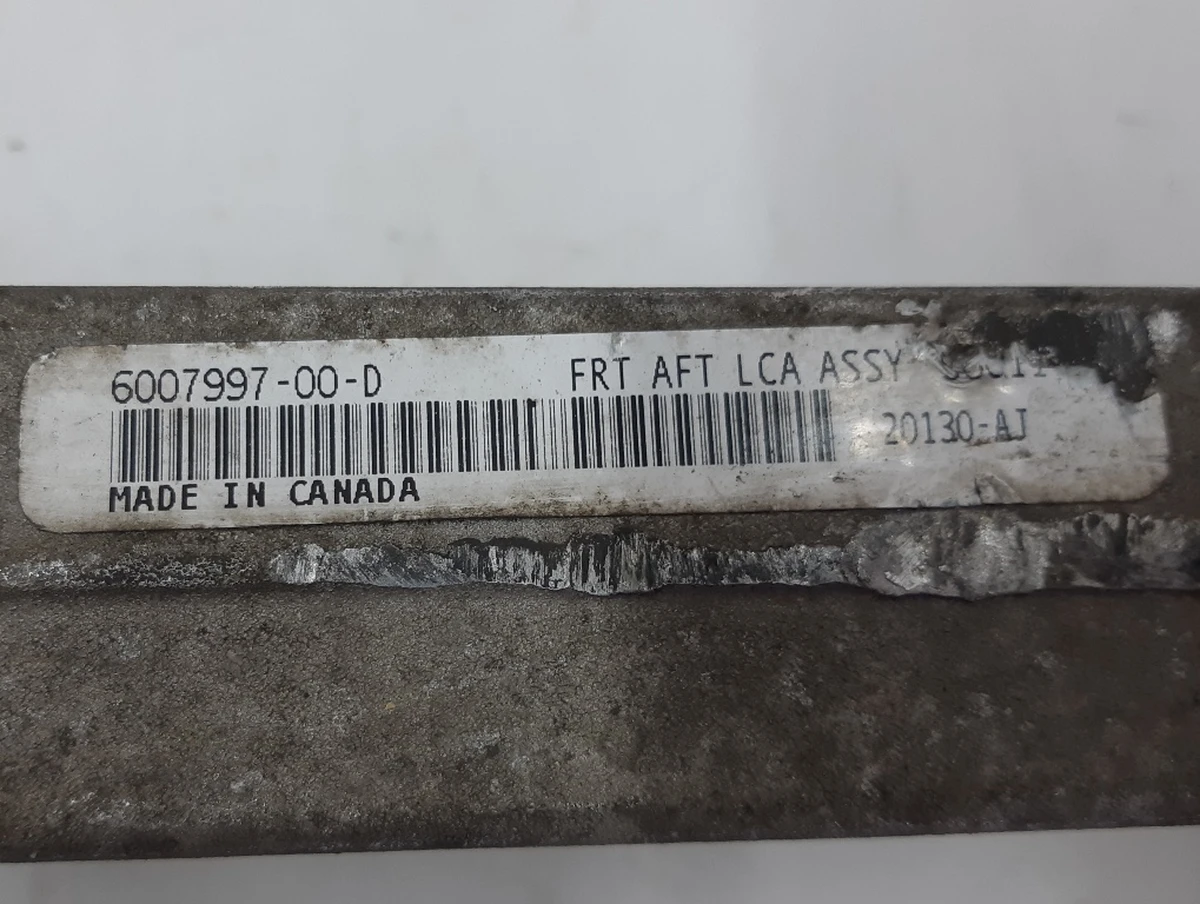 6007997-00-D
FRT AFT LCA ASSY
20130-AJ
MADE IN CANADA